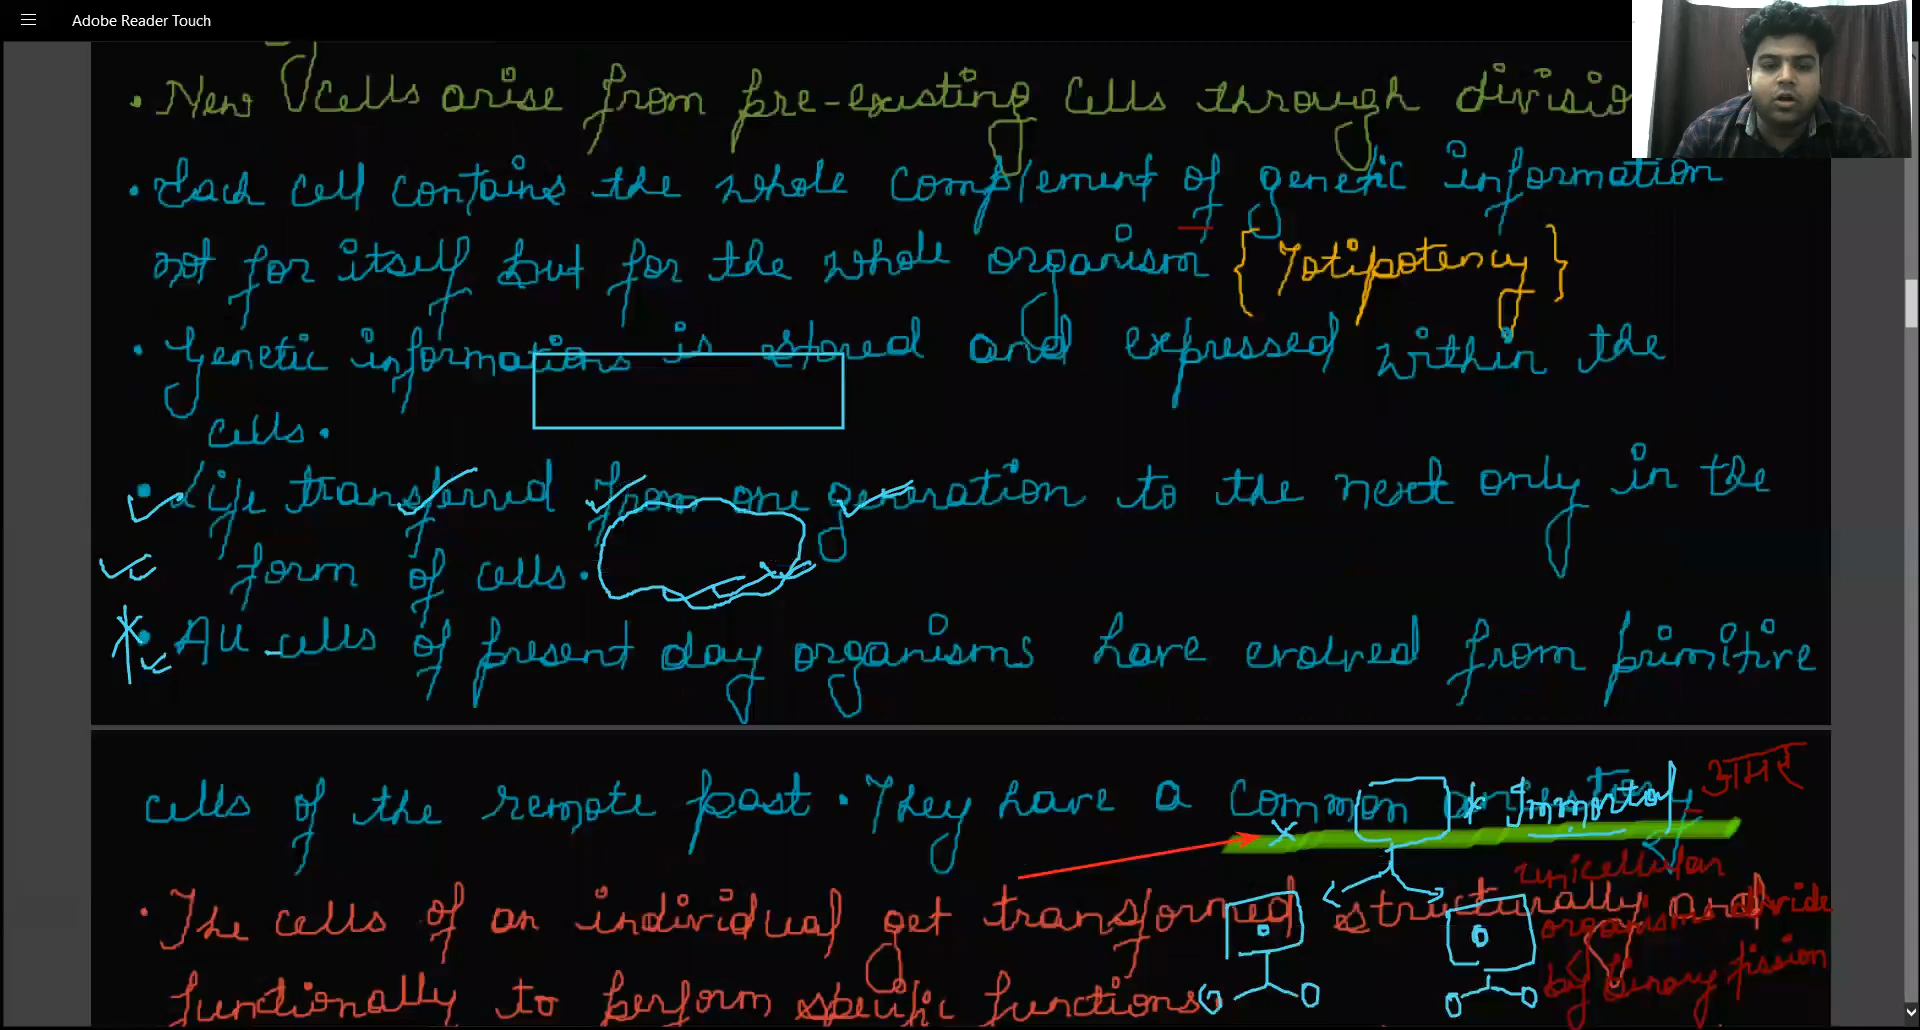 Adobe Reader Touch
• New cells arise from pre-existing cells through divisio
• Each cell contains the whole complement of genetic information
not for itself but for the whole organism {Totipotency}
• Genetic informations is stored and expressed within the
cells.
• Life transferred from one generation to the next only in the
form of cells.
• All cells of present day organisms have evolved from primitive
cells of the remote past. They have a common
Immortal
अमर
unicellular
• The cells of an individual get transformed structurally and
organisms divide
by binary fission
functionally to perform specific functions